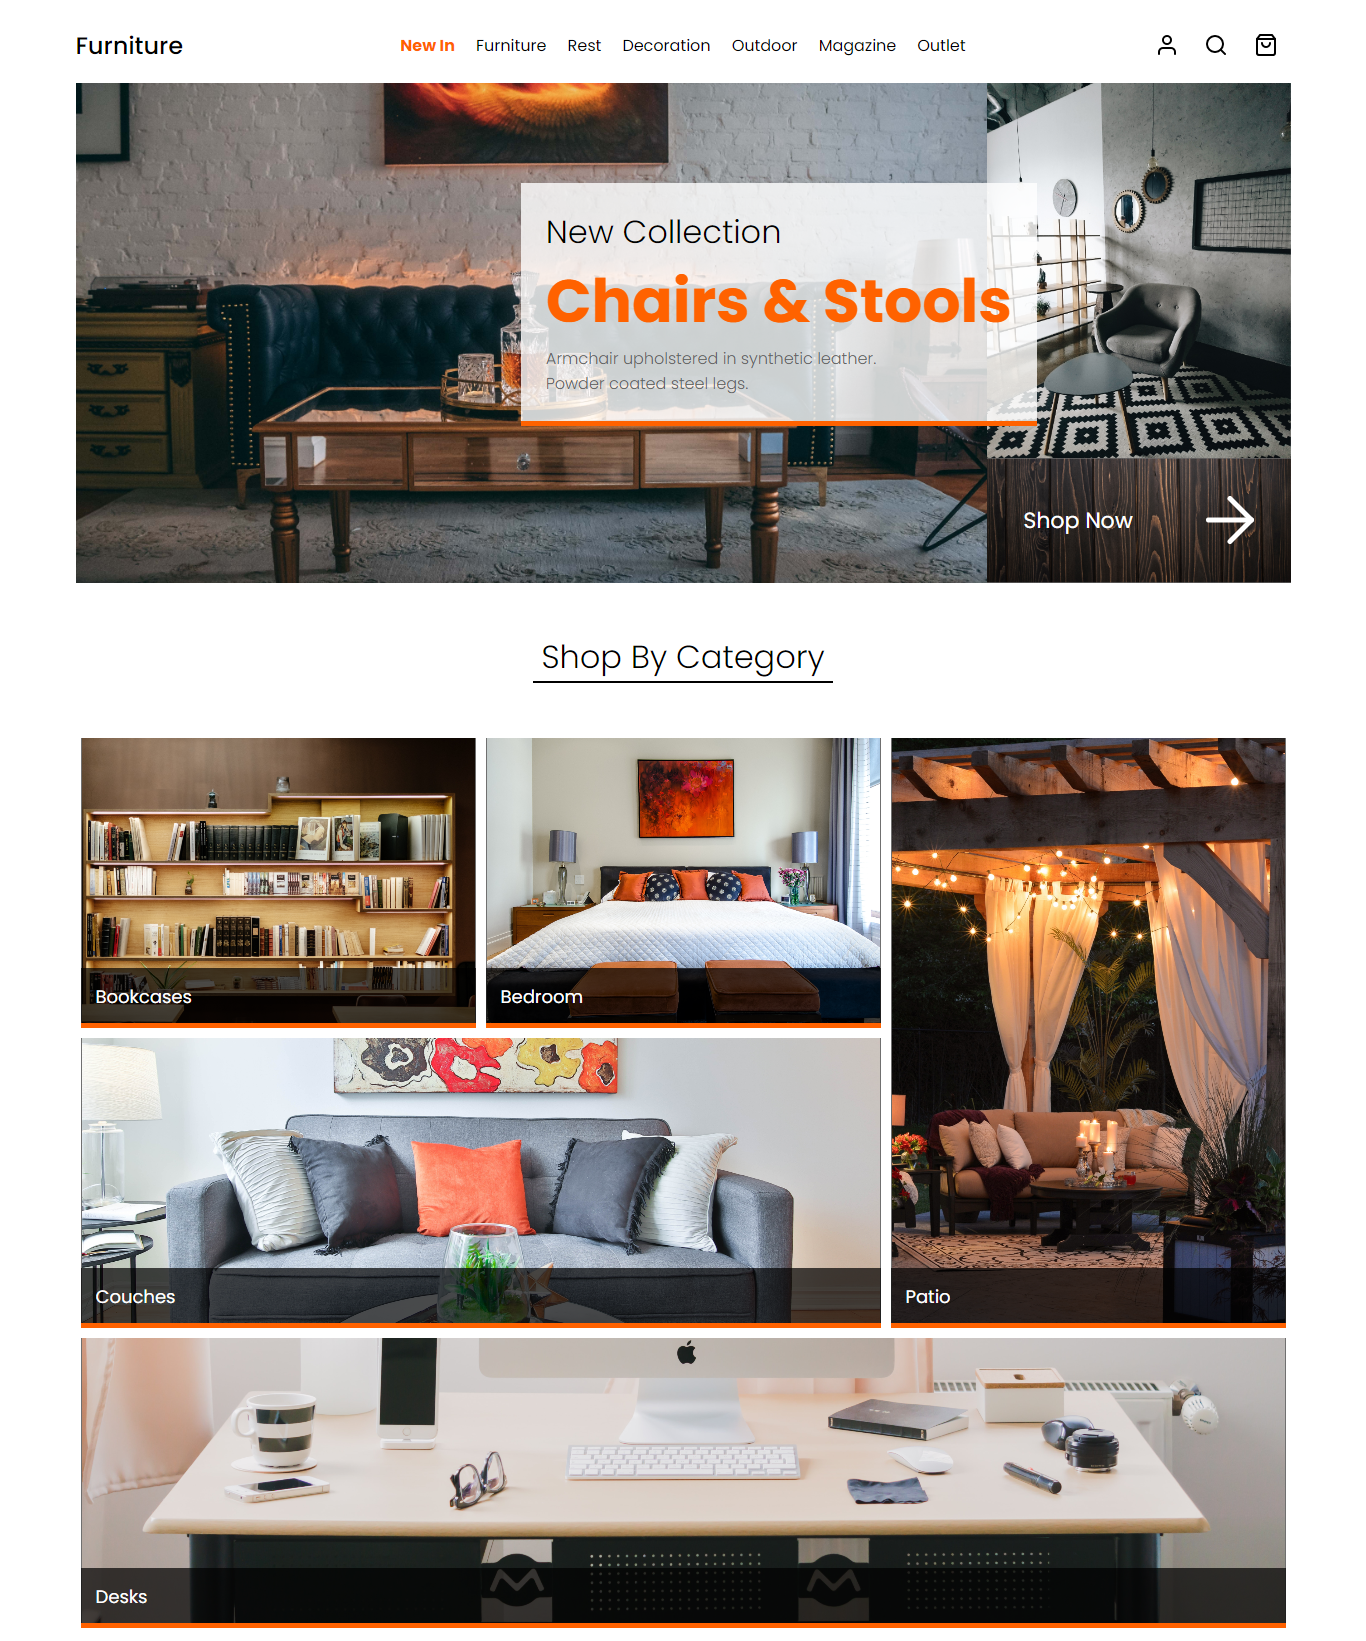 Furniture
New In Furniture Rest Decoration Outdoor Magazine Outlet
New Collection
Chairs & Stools
Armchair upholstered in synthetic leather.
Powder coated steel legs.
Shop Now
Shop By Category
Bookcases
Bedroom
Couches
Patio
Desks